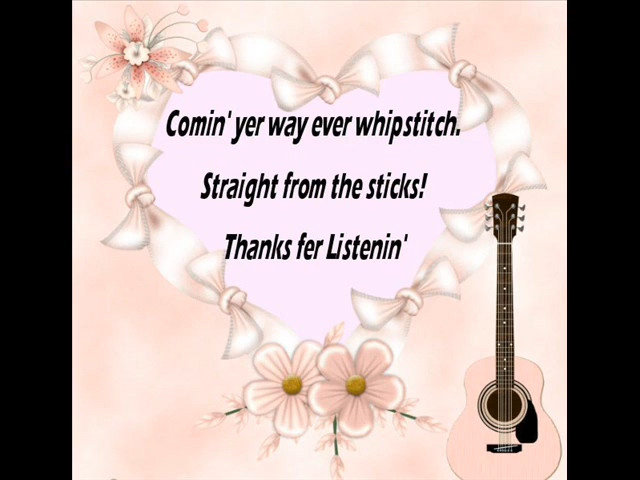 Comin' yer way ever whipstitch.
Straight from the sticks!
Thanks fer Listenin'